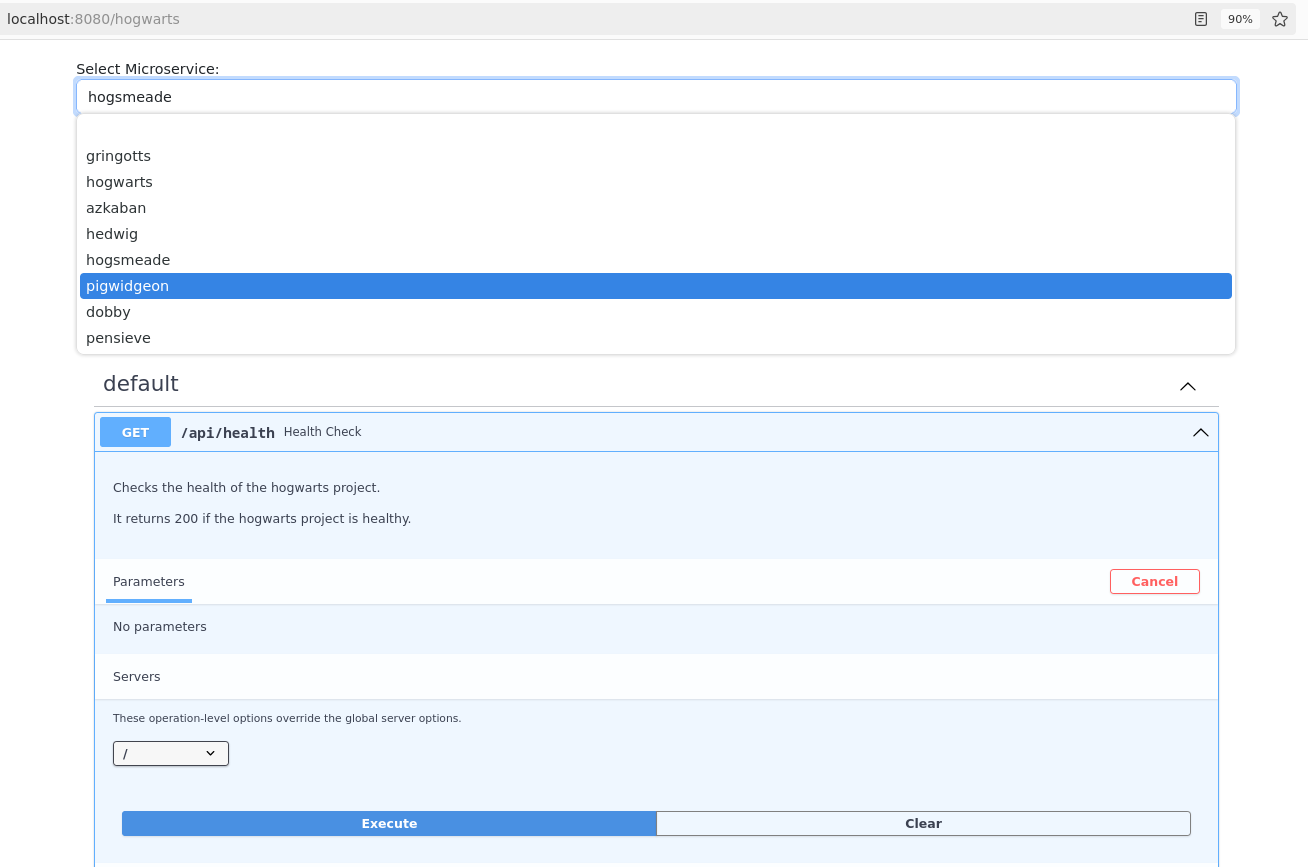 localhost:8080/hogwarts
90%
Select Microservice:
hogsmeade
gringotts
hogwarts
azkaban
hedwig
hogsmeade
pigwidgeon
dobby
pensieve
default
GET /api/health Health Check
Checks the health of the hogwarts project.
It returns 200 if the hogwarts project is healthy.
Parameters
Cancel
No parameters
Servers
These operation-level options override the global server options.
/
Execute
Clear